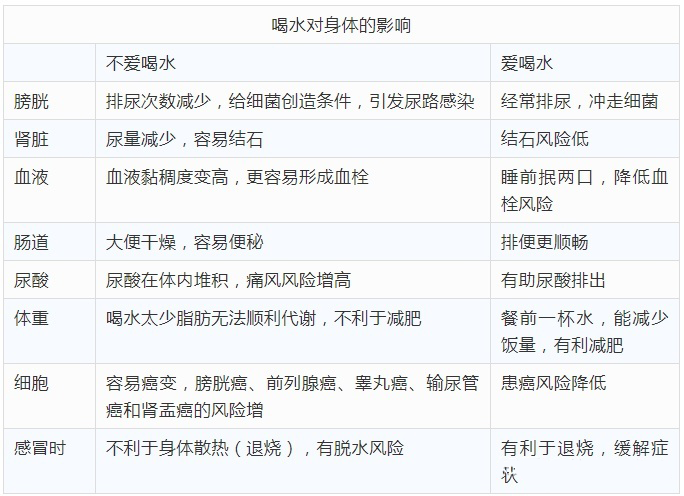 喝水对身体的影响
不爱喝水 爱喝水
膀胱 排尿次数减少，给细菌创造条件，引发尿路感染 经常排尿，冲走细菌
肾脏 尿量减少，容易结石 结石风险低
血液 血液黏稠度变高，更容易形成血栓 睡前抿两口，降低血
栓风险
肠道 大便干燥，容易便秘 排便更顺畅
尿酸 尿酸在体内堆积，痛风风险增高 有助尿酸排出
体重 喝水太少脂肪无法顺利代谢，不利于减肥 餐前一杯水，能减少
饭量，有利减肥
细胞 容易癌变，膀胱癌、前列腺癌、睾丸癌、输尿管 患癌风险降低
癌和肾盂癌的风险增
感冒时 不利于身体散热（退烧），有脱水风险 有利于退烧，缓解症
状